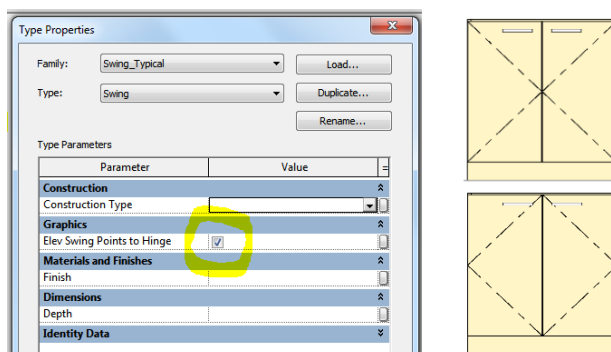 Type Properties
Family: Swing_Typical Load...
Type: Swing Duplicate...
Rename...
Type Parameters
Parameter Value =
Construction
Construction Type
Graphics
Elev Swing Points to Hinge
Materials and Finishes
Finish
Dimensions
Depth
Identity Data